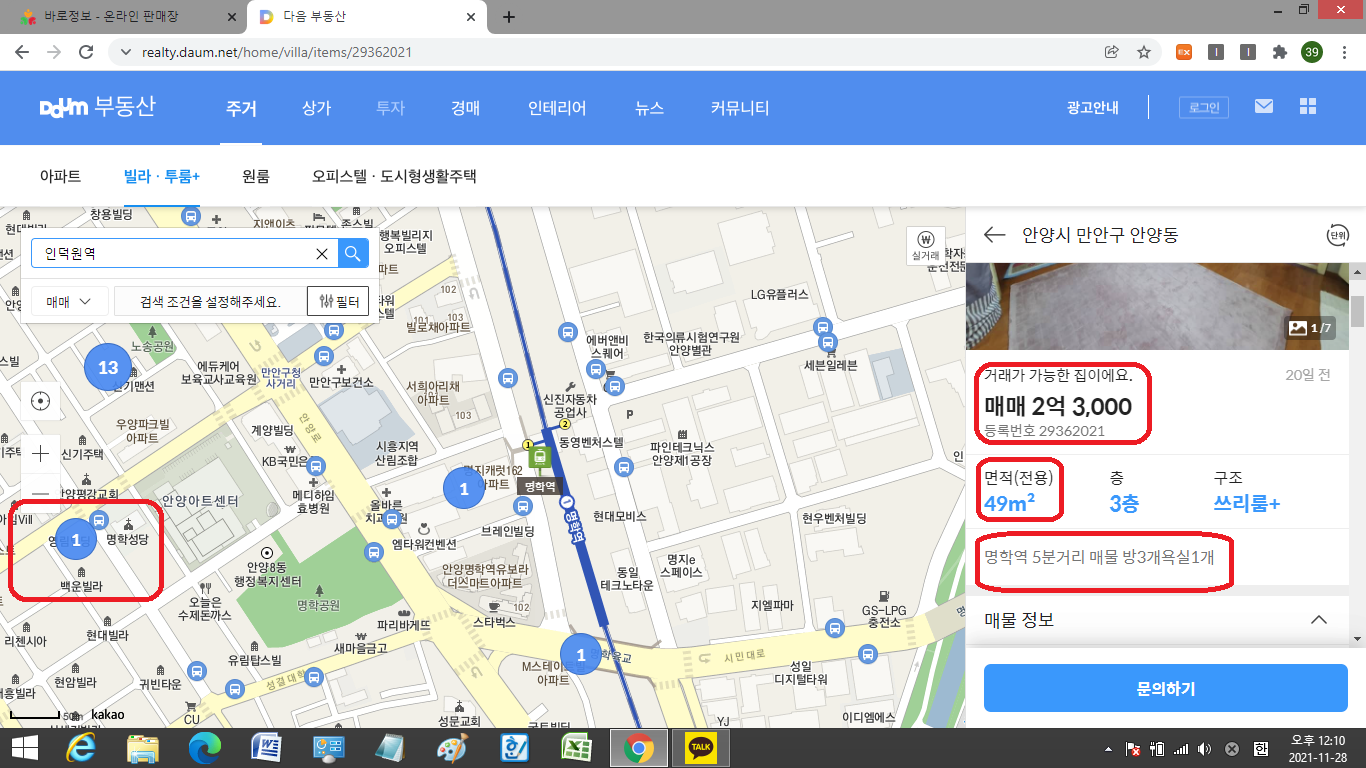 바로정보 - 온라인 판매장
다음 부동산
realty.daum.net/home/villa/items/29362021
39
Daum 부동산
주거
상가
투자
경매
인테리어
뉴스
커뮤니티
광고안내
로그인
아파트
빌라 · 투룸+
원룸
오피스텔 · 도시형생활주택
인덕원역
매매
검색 조건을 설정해주세요.
필터
창용빌딩
행복빌리지
오피스텔
실거래
LG유플러스
102
102
103
빌로채아파트
한국의류시험연구원
안양별관
에버앤비
스퀘어
세븐일레븐
노송공원
13
에듀케어
보육교사교육원
만안구청
사거리
만안구보건소
서희아리채
아파트
신진자동차
공업사
P
안양로
우양파크빌
아파트
계양빌딩
신기주택
KB국민은
시흥지역
산림조합
1
2
동영벤처스텔
파인테크닉스
안양제1공장
명학역
안양아트센터
메디하임
효병원
1
올바른
브레인빌딩
현대모비스
현우벤처빌딩
1
명학역
1
명학성당
백운빌라
엠타워컨벤션
안양8동
행정복지센터
안양명학역유보라
더스마트아파트
102
동일
테크노타운
명지e
스페이스
명학공원
오늘은
수제돈까스
파리바게뜨
스타벅스
지엘파마
GS-LPG
충전소
리첸시아
현대빌라
새마을금고
1
시민대로
유림탑스빌
M스테이트빌
아파트
성일
디지털타워
현암빌라
귀빈타운
성결대로
CU
성문교회
YJ
이디엠에스
50m
kakao
안양시 만안구 안양동
단위
1/7
거래가 가능한 집이에요.
20일 전
매매 2억 3,000
등록번호 29362021
면적(전용)
층
구조
49m²
3층
쓰리룸+
명학역 5분거리 매물 방3개욕실1개
매물 정보
문의하기
TALK
한
오후 12:10
2021-11-28